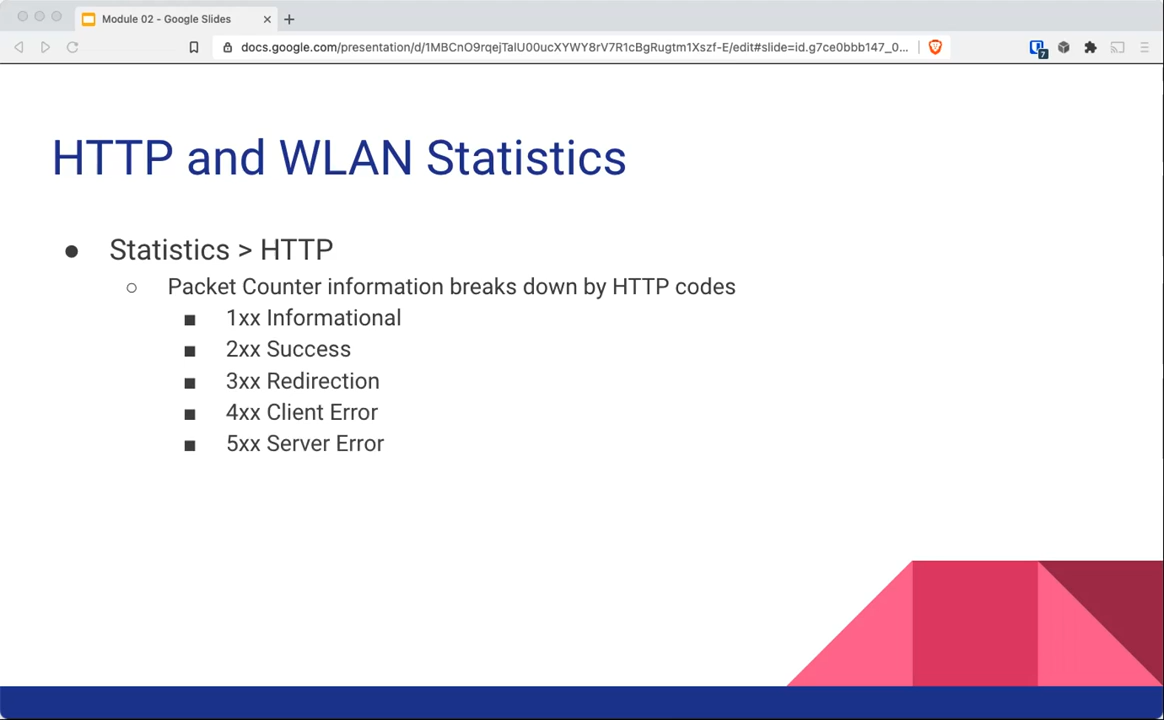 Module 02 - Google Slides
docs.google.com/presentation/d/1MBCnO9rqejTalU00ucXYWY8rV7R1cBgRugtm1Xszf-E/edit#slide=id.g7ce0bbb147_0...
7
HTTP and WLAN Statistics
● Statistics > HTTP
○ Packet Counter information breaks down by HTTP codes
■ 1xx Informational
■ 2xx Success
■ 3xx Redirection
■ 4xx Client Error
■ 5xx Server Error